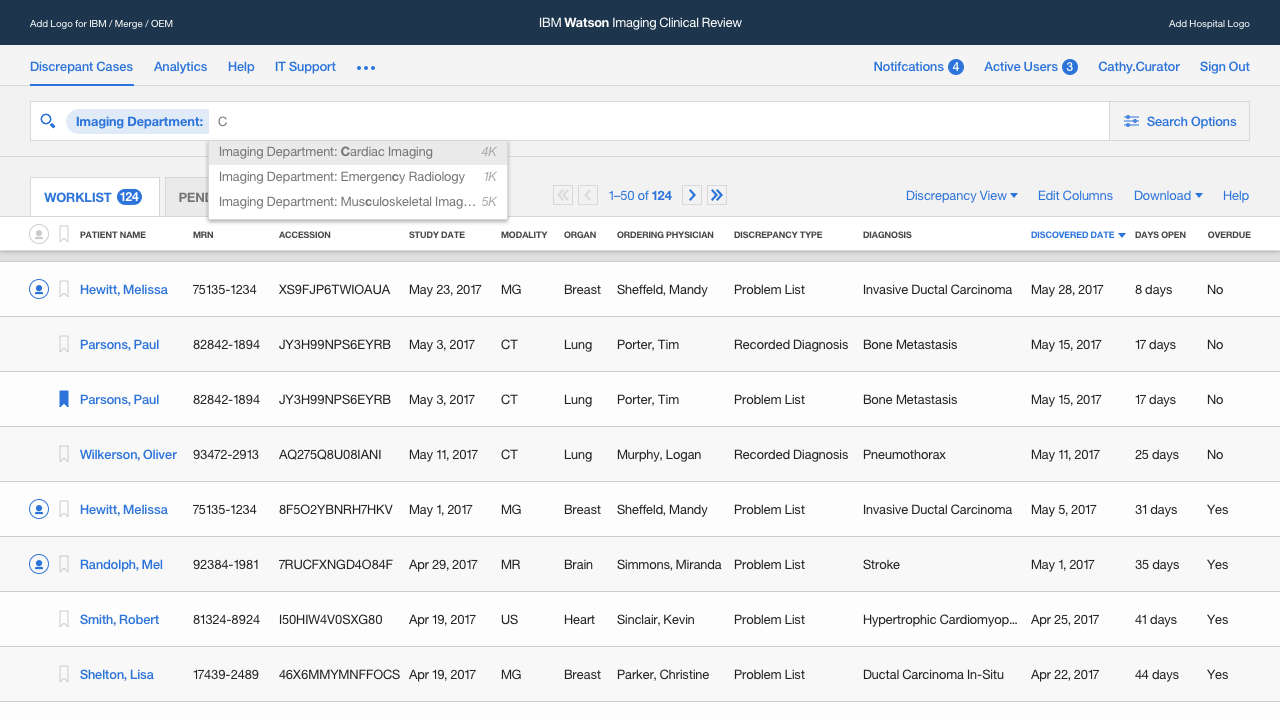 Add Logo for IBM / Merge / OEM IBM Watson Imaging Clinical Review Add Hospital Logo
Discrepant Cases Analytics Help IT Support Notifcations 4 Active Users 3 Cathy.Curator Sign Out
Imaging Department: C Search Options
Imaging Department: Cardiac Imaging 4K
Imaging Department: Emergency Radiology 1K
Imaging Department: Musculoskeletal Imag... 5K
WORKLIST 124 PEND 1–50 of 124 Discrepancy View Edit Columns Download Help
PATIENT NAME MRN ACCESSION STUDY DATE MODALITY ORGAN ORDERING PHYSICIAN DISCREPANCY TYPE DIAGNOSIS DISCOVERED DATE DAYS OPEN OVERDUE
Hewitt, Melissa 75135-1234 XS9FJP6TWIOAUA May 23, 2017 MG Breast Sheffeld, Mandy Problem List Invasive Ductal Carcinoma May 28, 2017 8 days No
Parsons, Paul 82842-1894 JY3H99NPS6EYRB May 3, 2017 CT Lung Porter, Tim Recorded Diagnosis Bone Metastasis May 15, 2017 17 days No
Parsons, Paul 82842-1894 JY3H99NPS6EYRB May 3, 2017 CT Lung Porter, Tim Problem List Bone Metastasis May 15, 2017 17 days No
Wilkerson, Oliver 93472-2913 AQ275Q8U08IANI May 11, 2017 CT Lung Murphy, Logan Recorded Diagnosis Pneumothorax May 11, 2017 25 days No
Hewitt, Melissa 75135-1234 8F5O2YBNRH7HKV May 1, 2017 MG Breast Sheffeld, Mandy Problem List Invasive Ductal Carcinoma May 5, 2017 31 days Yes
Randolph, Mel 92384-1981 7RUCFXNGD4O84F Apr 29, 2017 MR Brain Simmons, Miranda Problem List Stroke May 1, 2017 35 days Yes
Smith, Robert 81324-8924 I50HIW4V0SXG80 Apr 19, 2017 US Heart Sinclair, Kevin Problem List Hypertrophic Cardiomyop... Apr 25, 2017 41 days Yes
Shelton, Lisa 17439-2489 46X6MMYMNFFOCS Apr 19, 2017 MG Breast Parker, Christine Problem List Ductal Carcinoma In-Situ Apr 22, 2017 44 days Yes